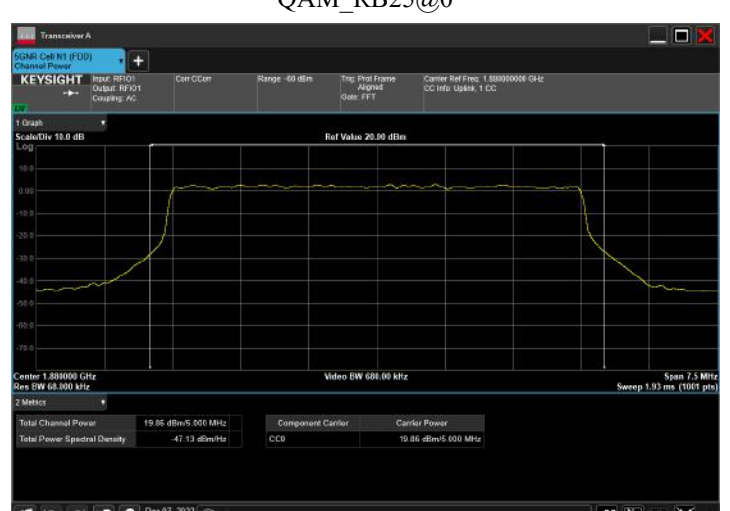 QAM_RB25@0
Transceiver A
5GNR Cell N1 (FDD)
Channel Power
+
KEYSIGHT
Input: RFIO1
Output: RFIO1
Coupling: AC
Corr CCorr
Range -60 dBm
Trig: Prot Frame
Aligned
Gate: FFT
Carrier Ref Freq: 1.880000000 GHz
CC Info: Uplink, 1 CC
1 Graph
Scale/Div 10.0 dB
Ref Value 20.00 dBm
Log
10.0
0.00
-10.0
-20.0
-30.0
-40.0
-50.0
-60.0
-70.0
Center 1.880000 GHz
Video BW 680.00 kHz
Span 7.5 MHz
Res BW 68.000 kHz
Sweep 1.93 ms (1001 pts)
2 Metrics
Total Channel Power 19.86 dBm/5.000 MHz
Total Power Spectral Density -47.13 dBm/Hz
Component Carrier Carrier Power
CC0 19.86 dBm/5.000 MHz